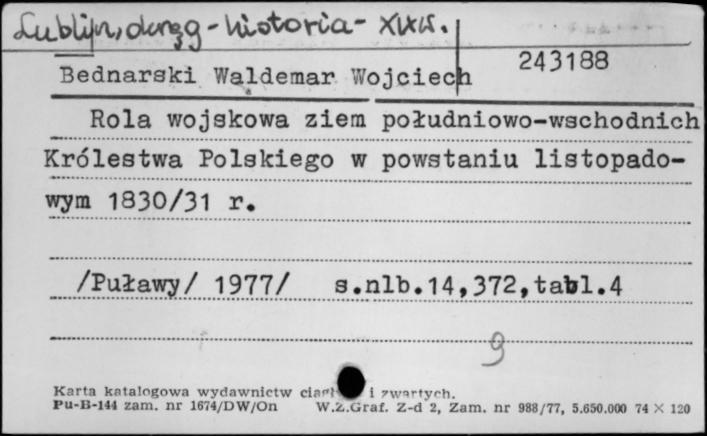 Lublin, okręg - historia - XIX w.
243188
Bednarski Waldemar Wojciech
Rola wojskowa ziem południowo-wschodnich
Królestwa Polskiego w powstaniu listopado-
wym 1830/31 r.
/Puławy/ 1977/ s.nlb.14,372,tabl.4
9
Karta katalogowa wydawnictw i zwartych.
Pu-B-144 zam. nr 1674/DW/On W.Z.Graf. Z-d 2, Zam. nr 988/77, 5.650.000 74 × 120